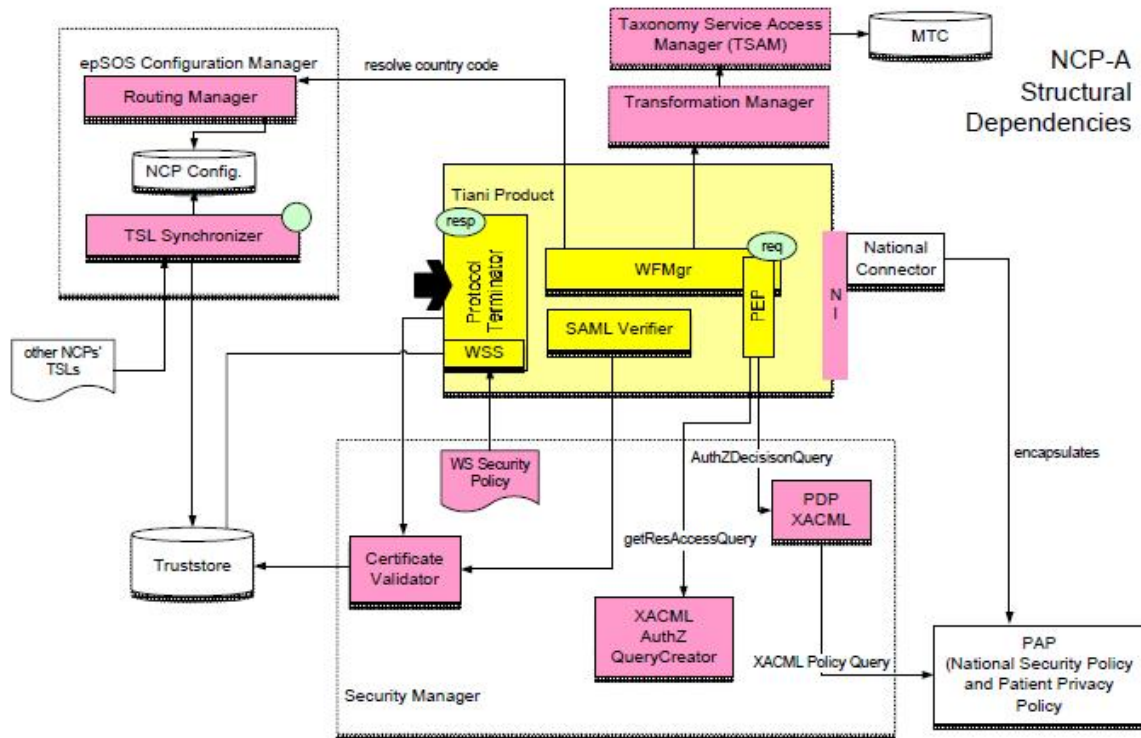 Taxonomy Service Access
Manager (TSAM)
MTC
NCP-A
Structural
Dependencies
epSOS Configuration Manager
resolve country code
Routing Manager
Transformation Manager
NCP Config.
Tiani Product
resp
TSL Synchronizer
req
National
Connector
WFMgr
Protocol
Terminator
PEP
N
I
SAML Verifier
other NCPs'
TSLs
WSS
encapsulates
WS Security
Policy
AuthZDecisisonQuery
PDP
XACML
getResAccessQuery
Truststore
Certificate
Validator
XACML
AuthZ
QueryCreator
XACML Policy Query
PAP
(National Security Policy
and Patient Privacy
Policy
Security Manager